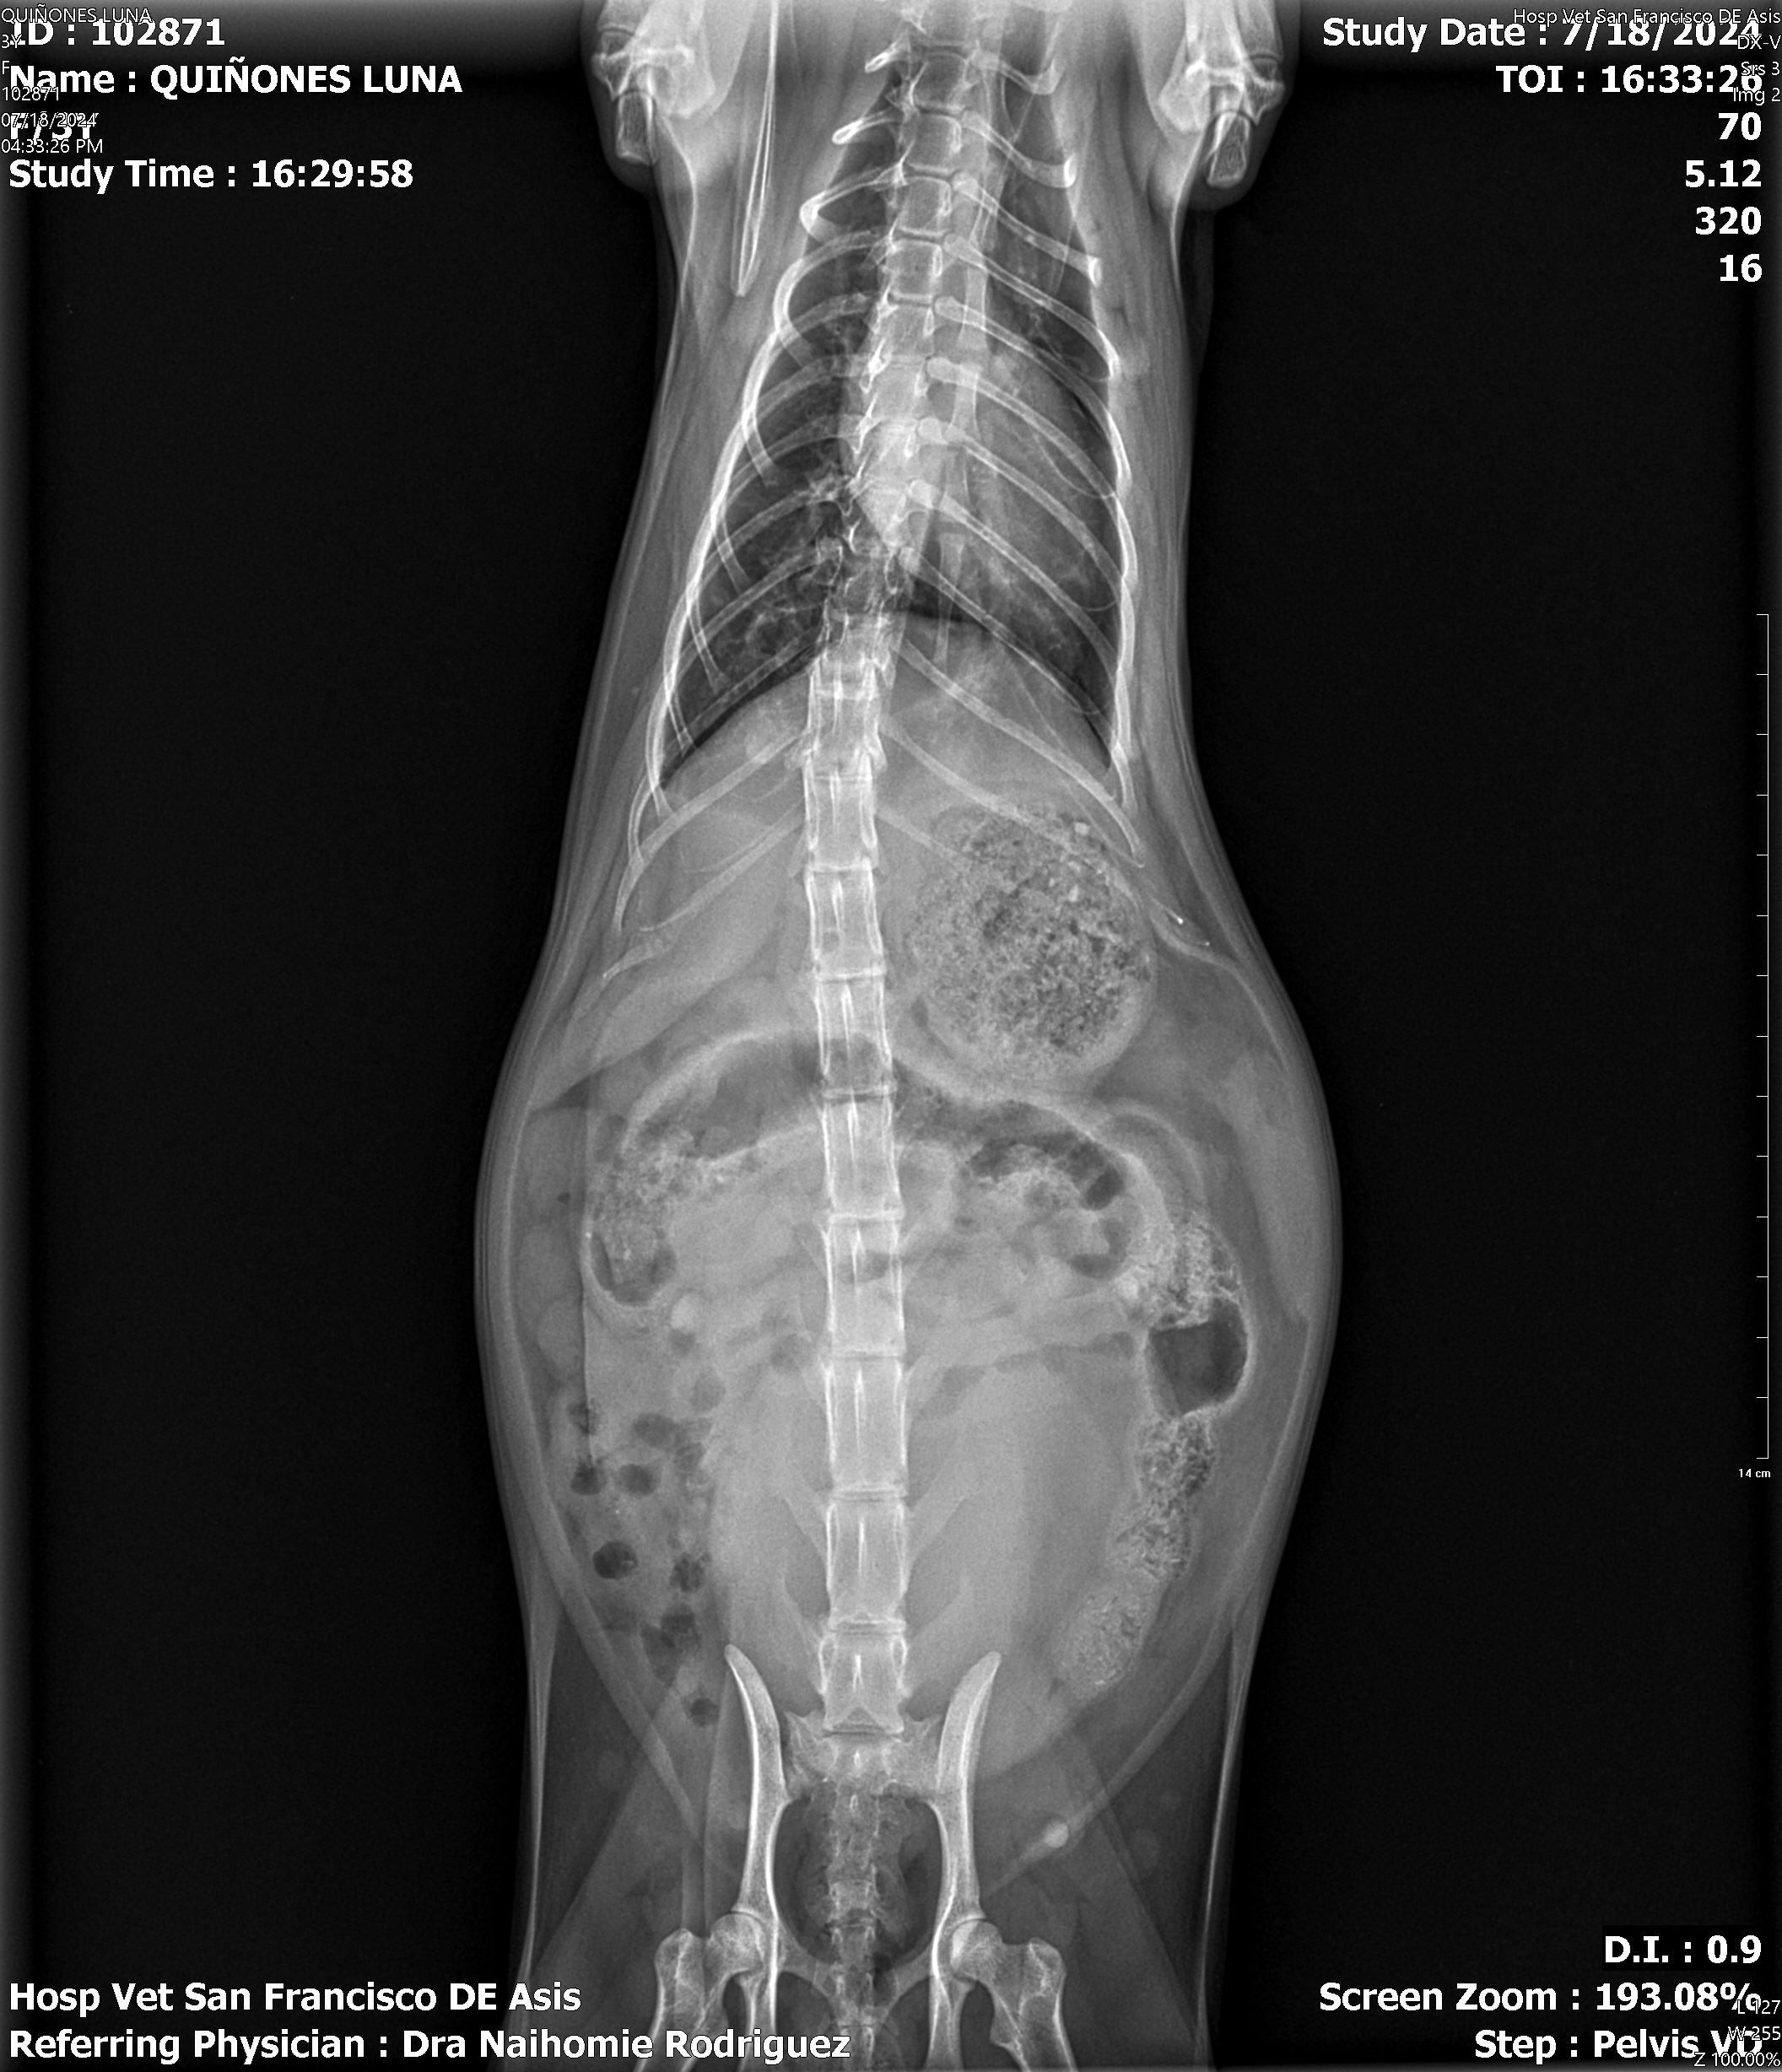 QUIÑONES LUNA
ID : 102871
3Y
F
Name : QUIÑONES LUNA
102871
07/18/2024
F/3Y
04:33:26 PM
Study Time : 16:29:58
Hosp Vet San Francisco DE Asis
Study Date : 7/18/2024
DX-V
Srs 3
TOI : 16:33:26
Img 2
70
5.12
320
16
14 cm
D.I. : 0.9
Hosp Vet San Francisco DE Asis
Screen Zoom : 193.08%
L 127
Referring Physician : Dra Naihomie Rodriguez
W 255
Step : Pelvis VD
Z 100.00%